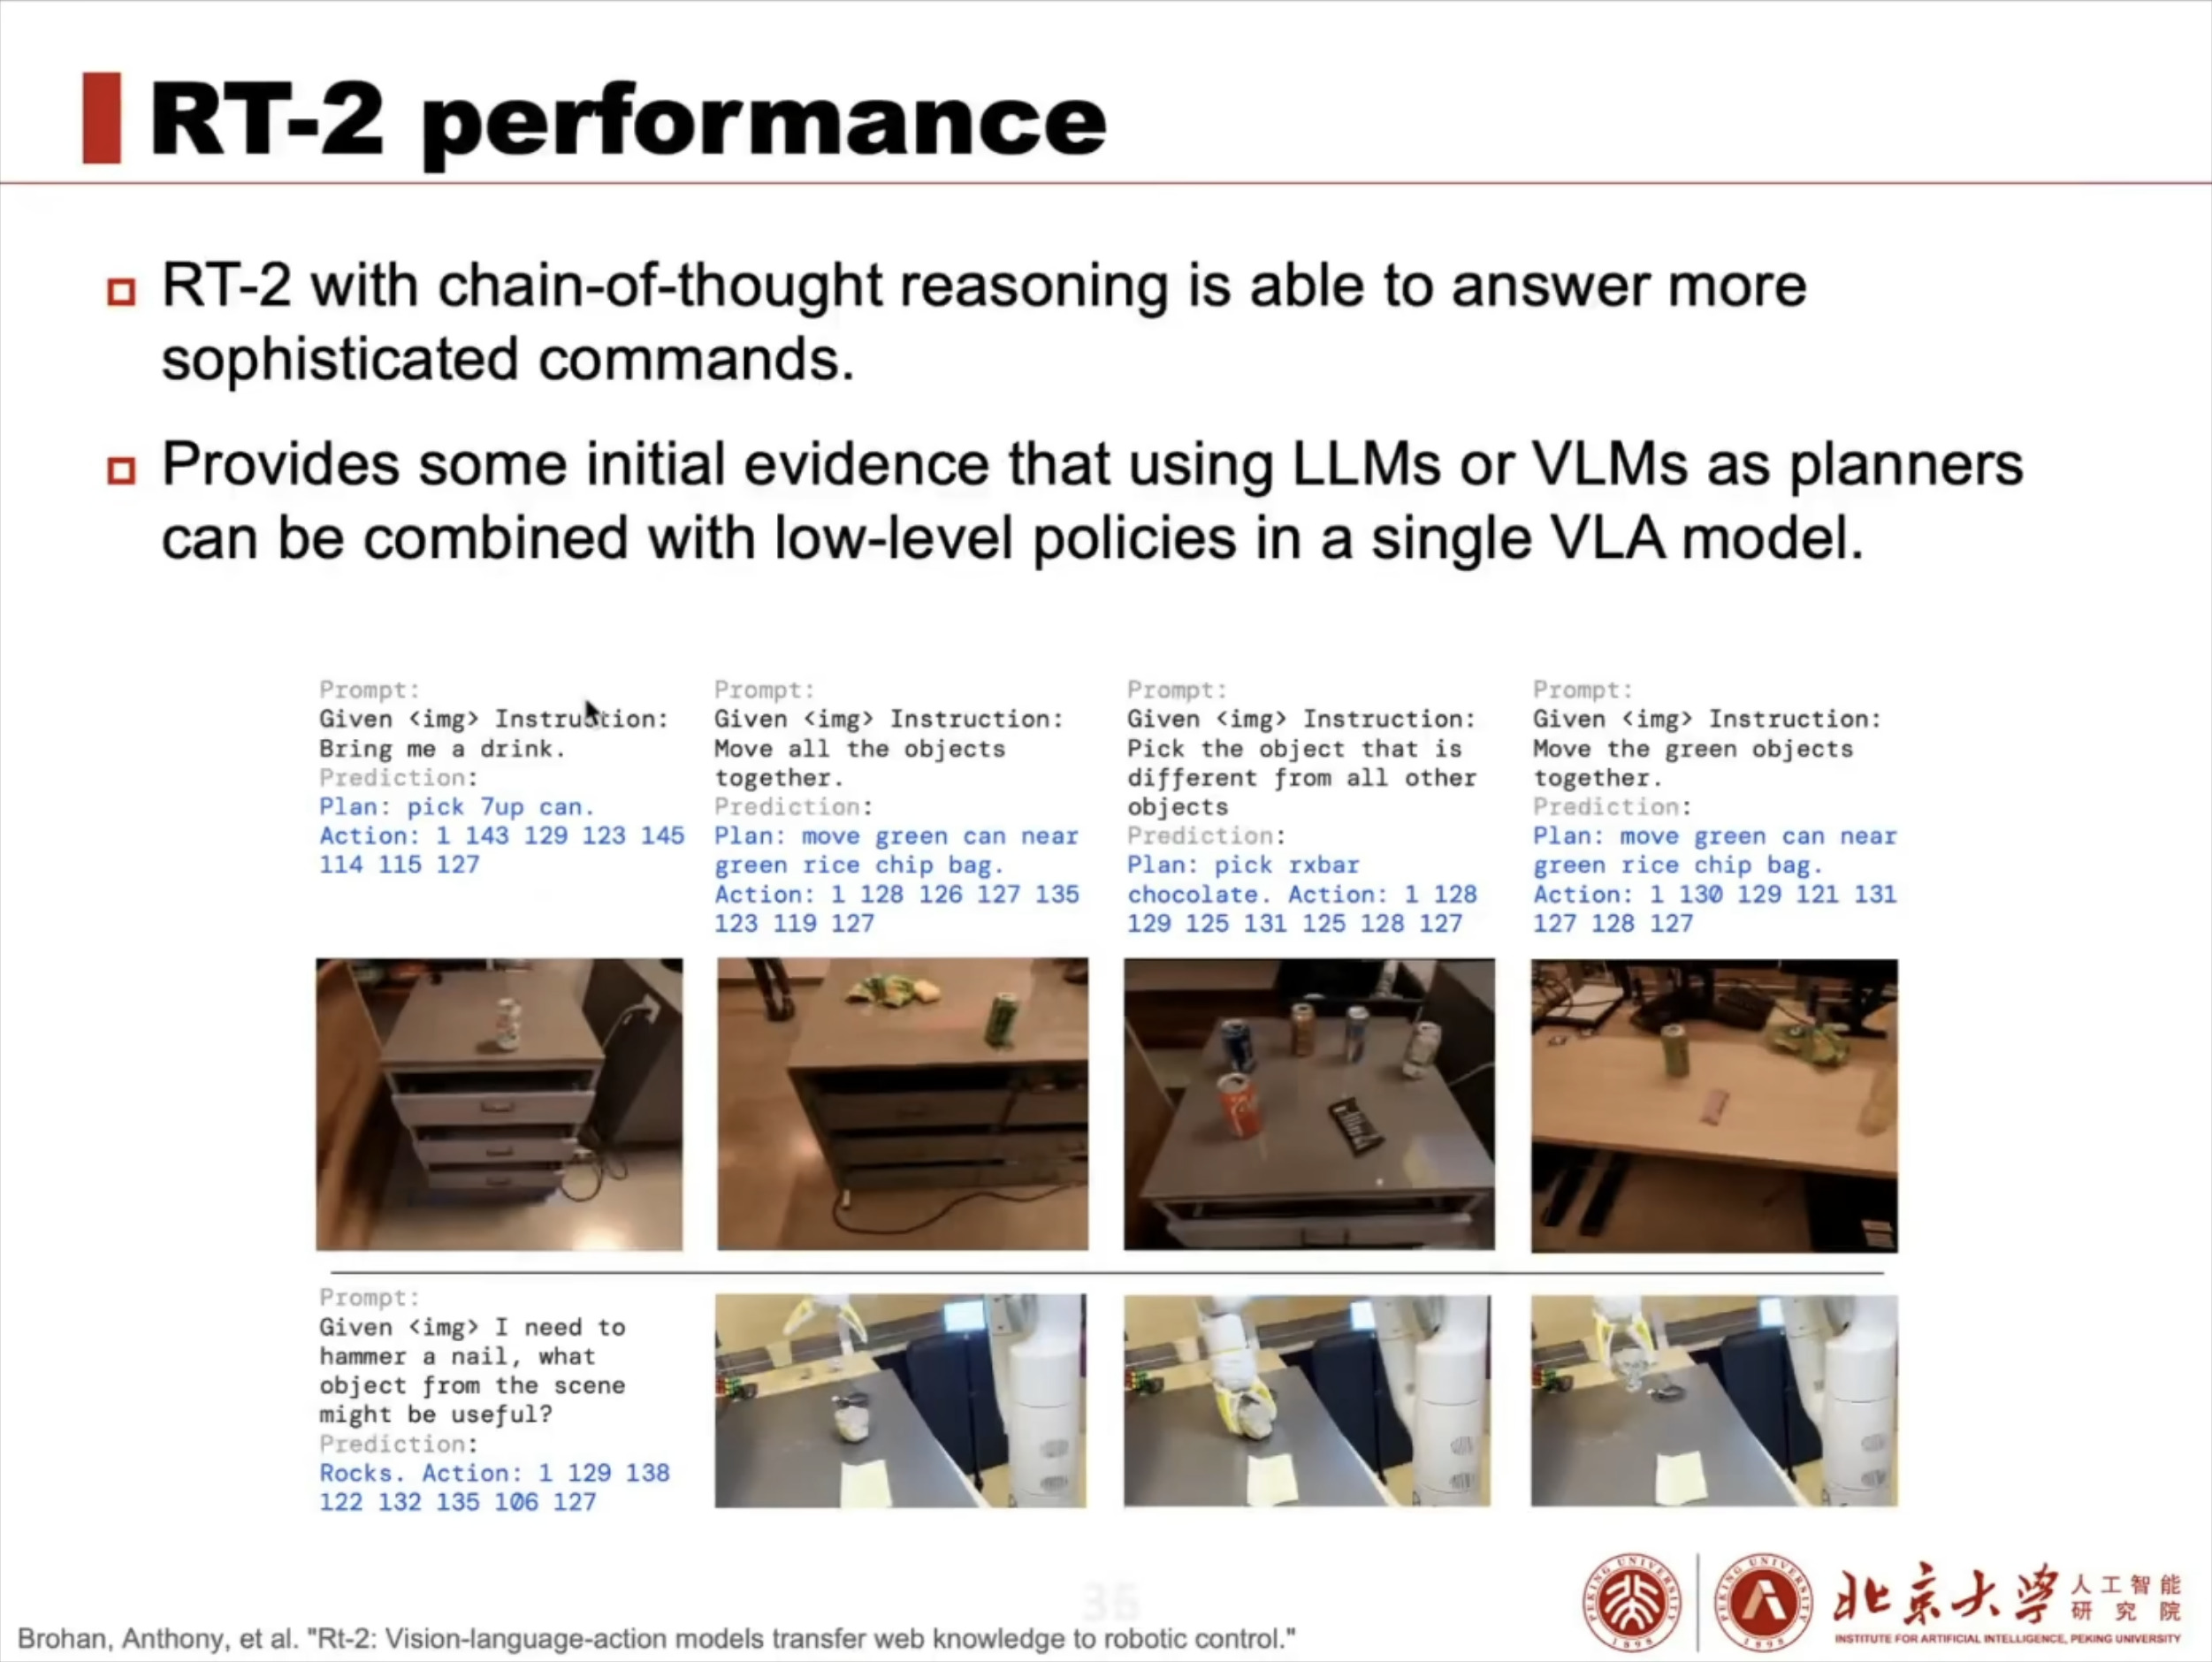 RT-2 performance
RT-2 with chain-of-thought reasoning is able to answer more
sophisticated commands.
Provides some initial evidence that using LLMs or VLMs as planners
can be combined with low-level policies in a single VLA model.
Prompt:
Given <img> Instruction:
Bring me a drink.
Prediction:
Plan: pick 7up can.
Action: 1 143 129 123 145
114 115 127
Prompt:
Given <img> Instruction:
Move all the objects
together.
Prediction:
Plan: move green can near
green rice chip bag.
Action: 1 128 126 127 135
123 119 127
Prompt:
Given <img> Instruction:
Pick the object that is
different from all other
objects
Prediction:
Plan: pick rxbar
chocolate. Action: 1 128
129 125 131 125 128 127
Prompt:
Given <img> Instruction:
Move the green objects
together.
Prediction:
Plan: move green can near
green rice chip bag.
Action: 1 130 129 121 131
127 128 127
Prompt:
Given <img> I need to
hammer a nail, what
object from the scene
might be useful?
Prediction:
Rocks. Action: 1 129 138
122 132 135 106 127
Brohan, Anthony, et al. "Rt-2: Vision-language-action models transfer web knowledge to robotic control."
PEKING UNIVERSITY
1898
PEKING UNIVERSITY
1898
北京大学
人工智能
研究院
INSTITUTE FOR ARTIFICIAL INTELLIGENCE, PEKING UNIVERSITY